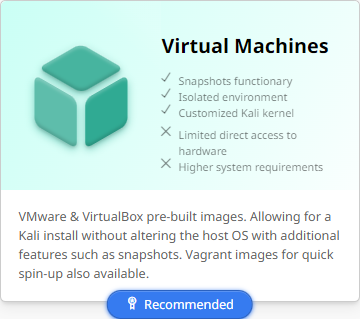 Virtual Machines
Snapshots functionary
Isolated environment
Customized Kali kernel
Limited direct access to
hardware
Higher system requirements
VMware & VirtualBox pre-built images. Allowing for a
Kali install without altering the host OS with additional
features such as snapshots. Vagrant images for quick
spin-up also available.
Recommended